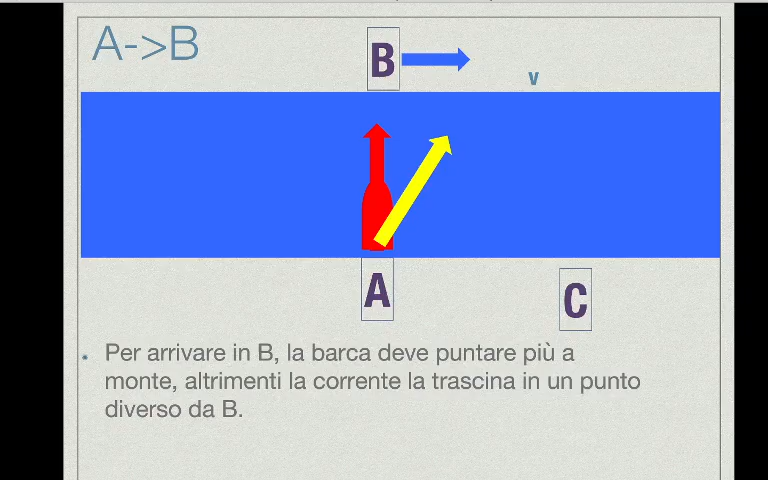 A->B
B
v
A
C
Per arrivare in B, la barca deve puntare più a
monte, altrimenti la corrente la trascina in un punto
diverso da B.